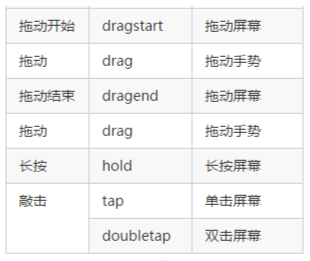 拖动开始 dragstart 拖动屏幕
拖动 drag 拖动手势
拖动结束 dragend 拖动屏幕
拖动 drag 拖动手势
长按 hold 长按屏幕
敲击 tap 单击屏幕
doubletap 双击屏幕